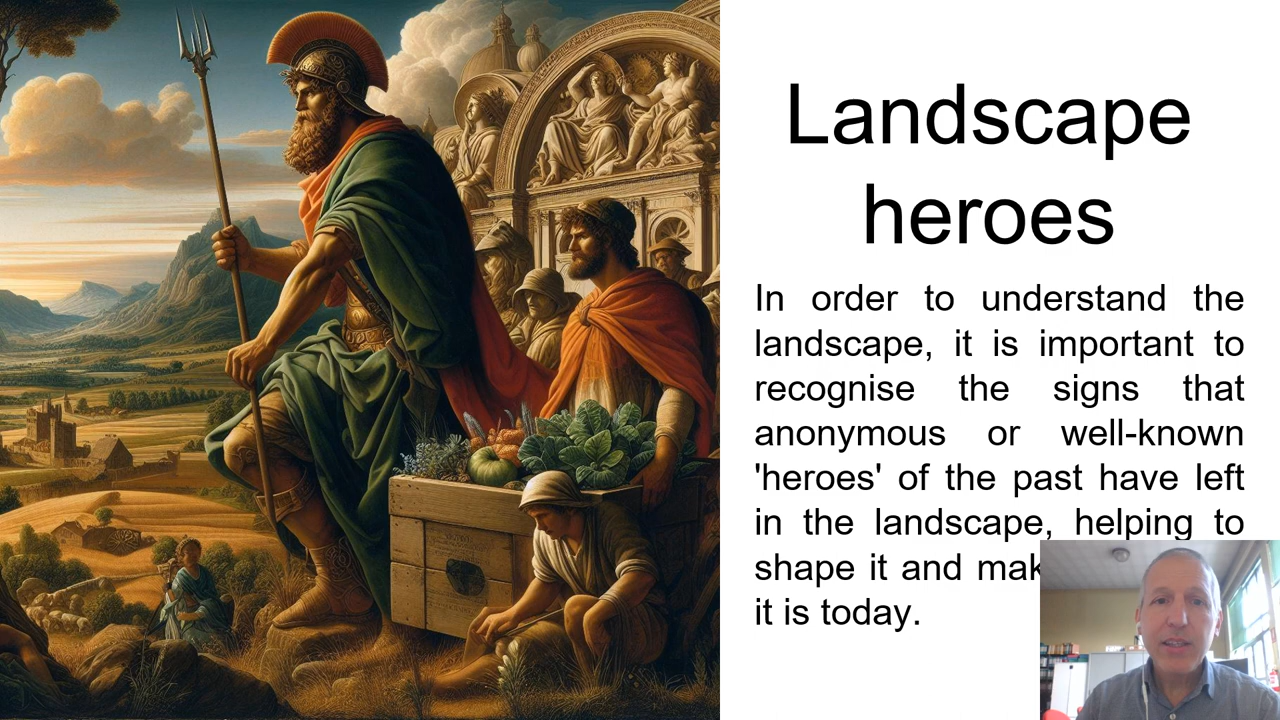 Landscape
heroes
In order to understand the
landscape, it is important to
recognise the signs that
anonymous or well-known
'heroes' of the past have left
in the landscape, helping to
shape it and mak
it is today.